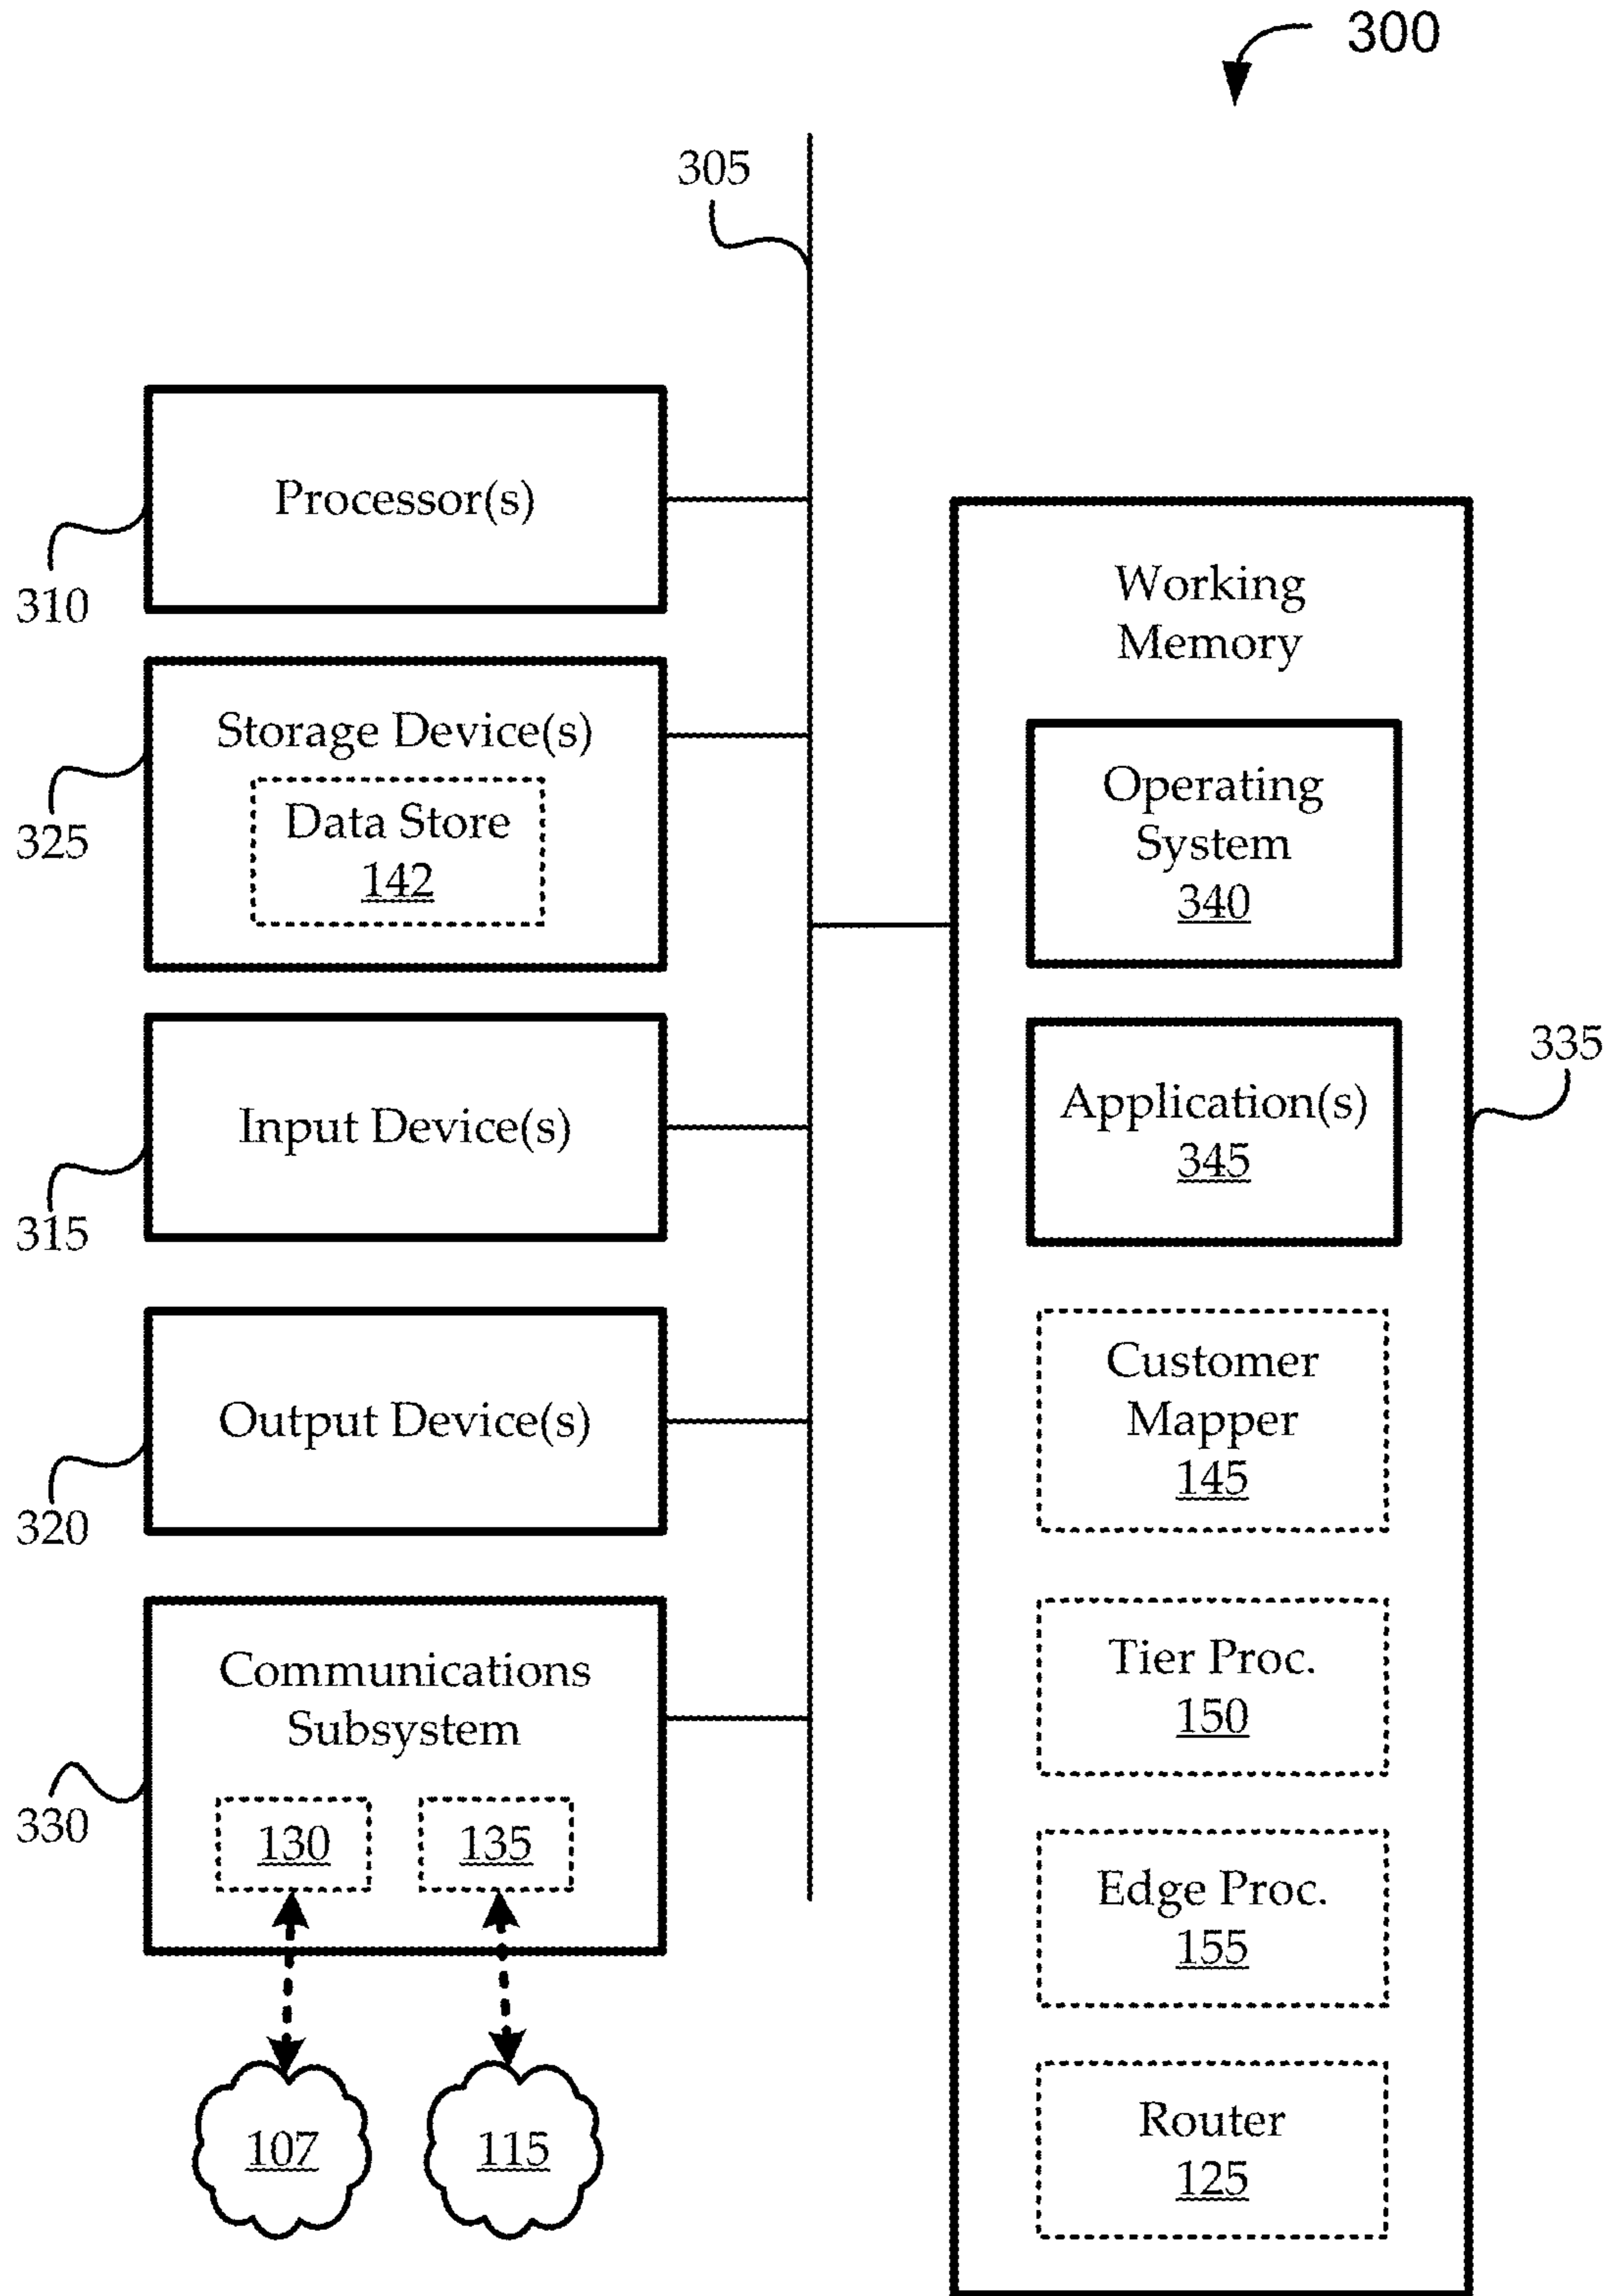 300
305
Processor(s)
310
Storage Device(s)
Data Store
142
325
Input Device(s)
315
Output Device(s)
320
Communications
Subsystem
130
135
330
107
115
Working
Memory
Operating
System
340
Application(s)
345
335
Customer
Mapper
145
Tier Proc.
150
Edge Proc.
155
Router
125